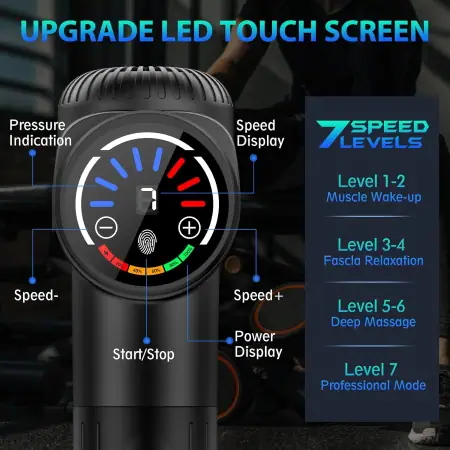 UPGRADE LED TOUCH SCREEN
Pressure
Indication
Speed
Display
7
Speed-
Speed+
Start/Stop
Power
Display
7 SPEED
LEVELS
Level 1-2
Muscle Wake-up
Level 3-4
Fascla Relaxation
Level 5-6
Deep Massage
Level 7
Professional Mode